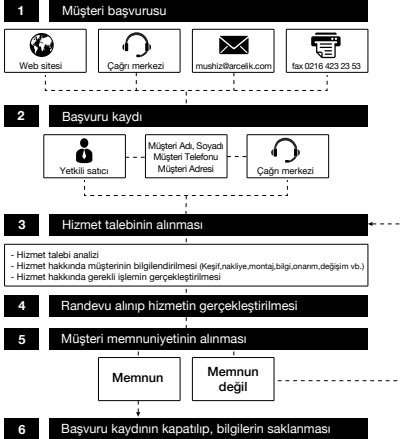 1 Müşteri başvurusu
Web sitesi
Çağrı merkezi
mushiz@arcelik.com
fax 0216 423 23 53
2 Başvuru kaydı
Yetkili satıcı
Müşteri Adı, Soyadı
Müşteri Telefonu
Müşteri Adresi
Çağrı merkezi
3 Hizmet talebinin alınması
- Hizmet talebi analizi
- Hizmet hakkında müşterinin bilgilendirilmesi (Keşif,nakliye,montaj,bilgi,onarım,değişim vb.)
- Hizmet hakkında gerekli işlemin gerçekleştirilmesi
4 Randevu alınıp hizmetin gerçekleştirilmesi
5 Müşteri memnuniyetinin alınması
Memnun
Memnun
değil
6 Başvuru kaydının kapatılıp, bilgilerin saklanması